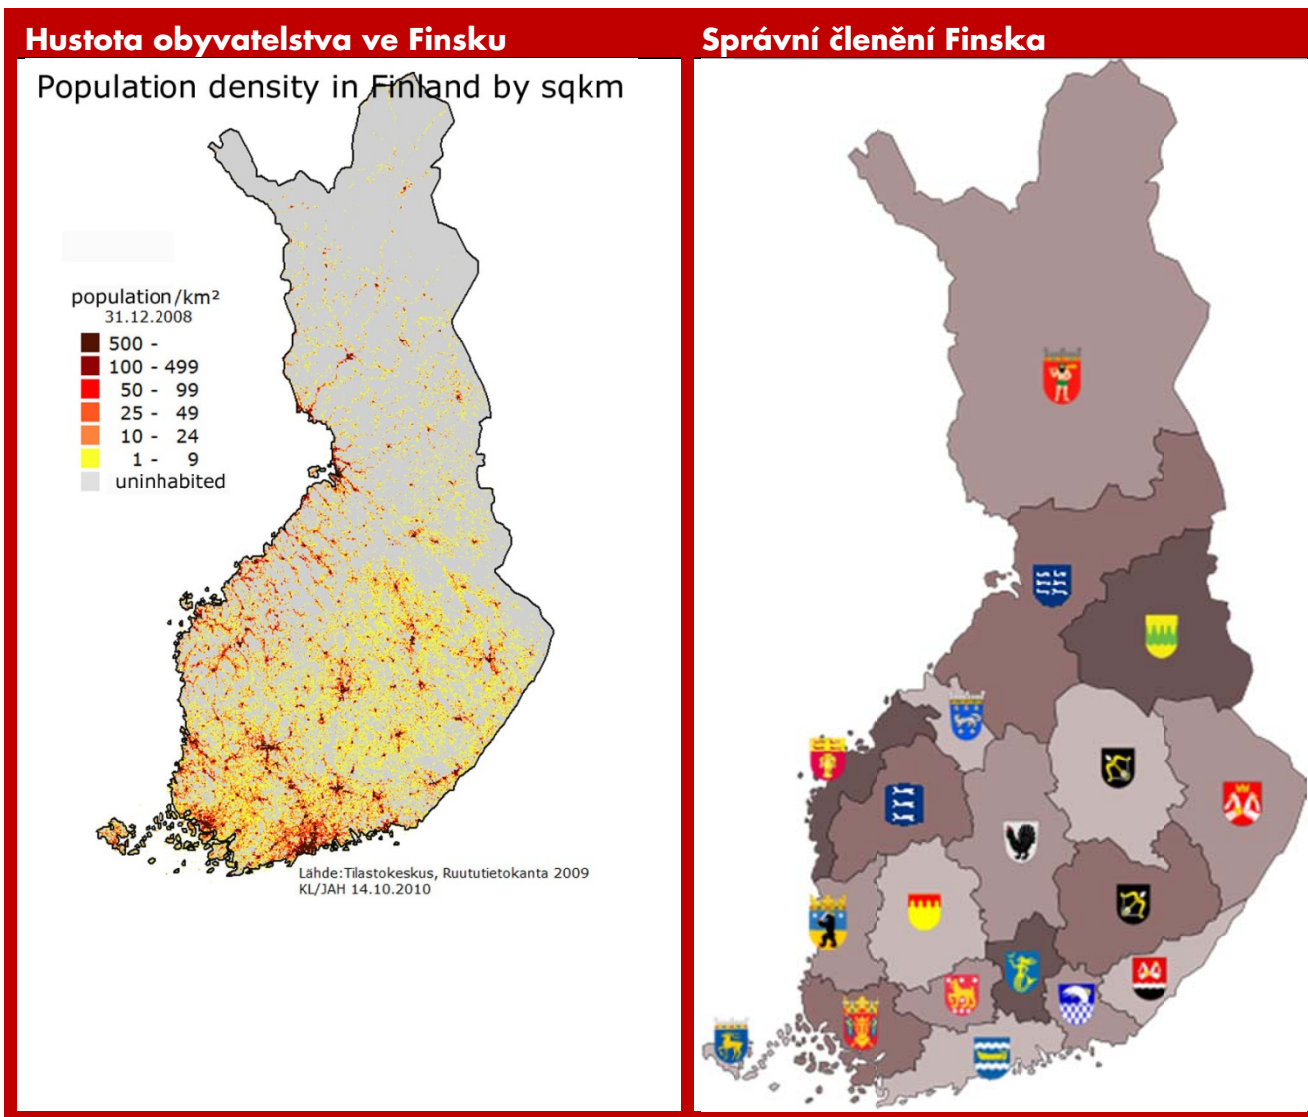 Hustota obyvatelstva ve Finsku
Správní členění Finska
Population density in Finland by sqkm
population/km²
31.12.2008
500 -
100 - 499
50 - 99
25 - 49
10 - 24
1 - 9
uninhabited
Lähde:Tilastokeskus, Ruututietokanta 2009
KL/JAH 14.10.2010